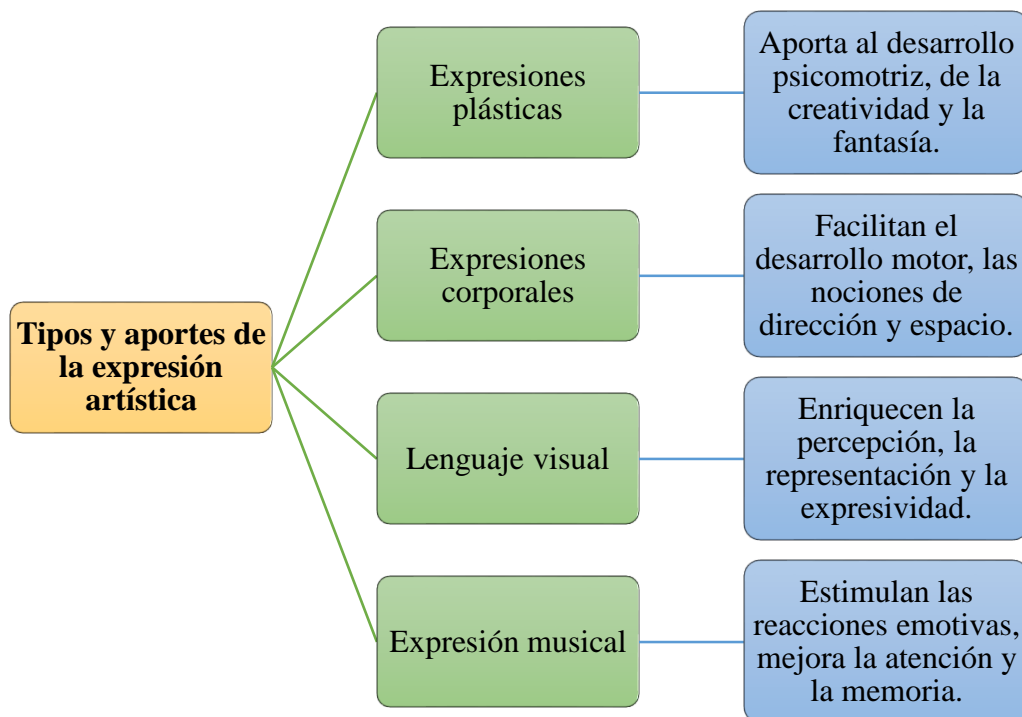 Tipos y aportes de
la expresión
artística
Expresiones
plásticas
Aporta al desarrollo
psicomotriz, de la
creatividad y la
fantasía.
Expresiones
corporales
Facilitan el
desarrollo motor, las
nociones de
dirección y espacio.
Lenguaje visual
Enriquecen la
percepción, la
representación y la
expresividad.
Expresión musical
Estimulan las
reacciones emotivas,
mejora la atención y
la memoria.